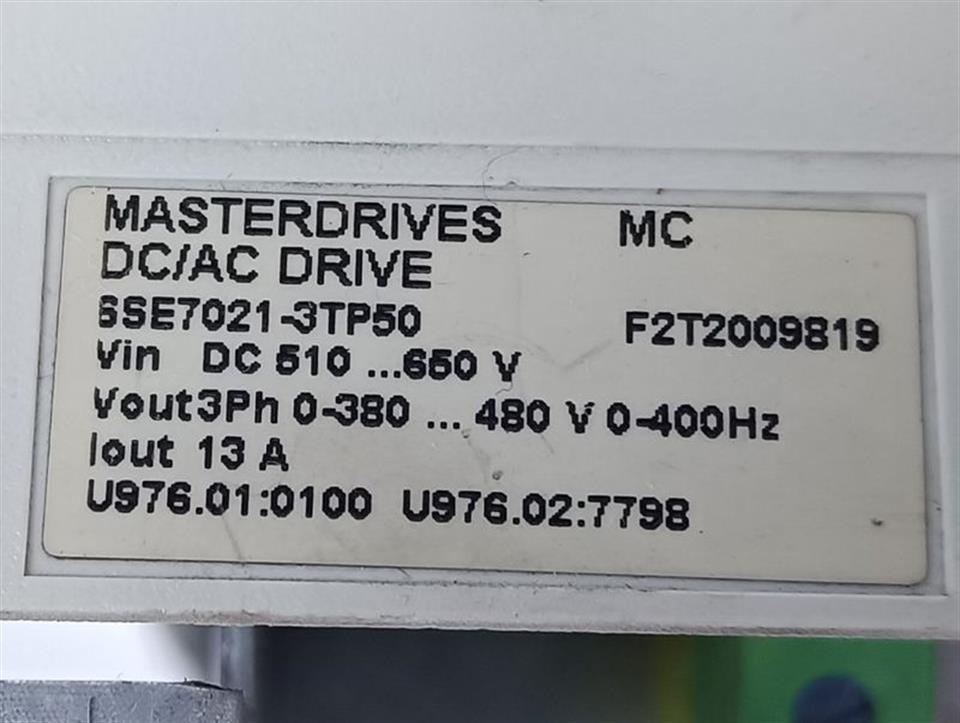 MASTERDRIVES MC
DC/AC DRIVE
6SE7021-3TP50 F2T2009819
Vin DC 510 ...650 V
Vout3Ph 0-380 ... 480 V 0-400Hz
Iout 13 A
U976.01:0100 U976.02:7798